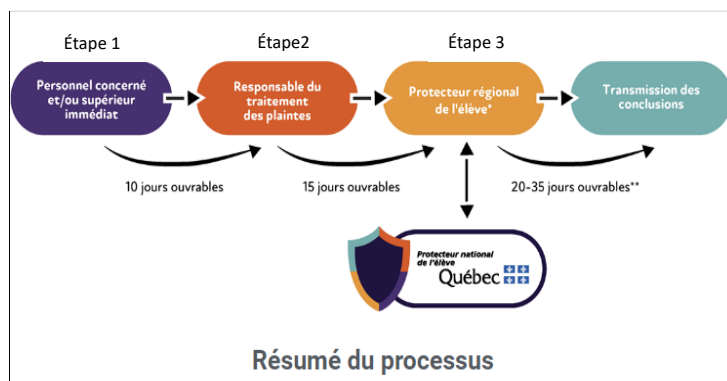 Étape 1
Étape2
Étape 3
Personnel concerné
et/ou supérieur
immédiat
Responsable du
traitement
des plaintes
Protecteur régional
de l'élève*
Transmission des
conclusions
10 jours ouvrables
15 jours ouvrables
20-35 jours ouvrables**
Protecteur national
de l'élève
Québec
Résumé du processus